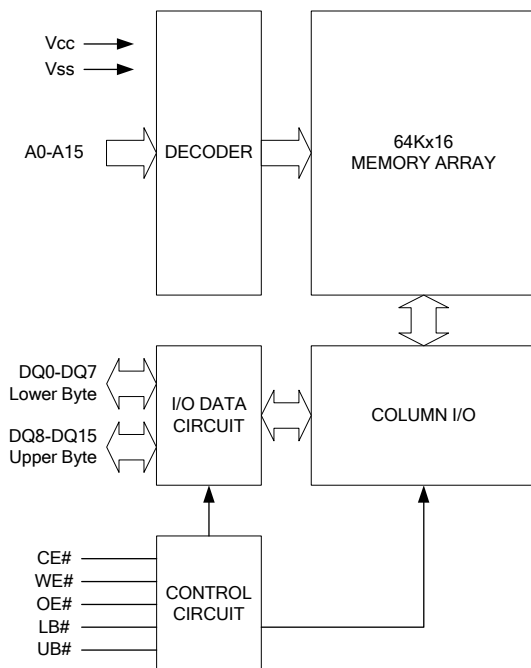 Vcc
Vss
A0-A15
DECODER
64Kx16
MEMORY ARRAY
DQ0-DQ7
Lower Byte
DQ8-DQ15
Upper Byte
I/O DATA
CIRCUIT
COLUMN I/O
CE#
WE#
OE#
LB#
UB#
CONTROL
CIRCUIT